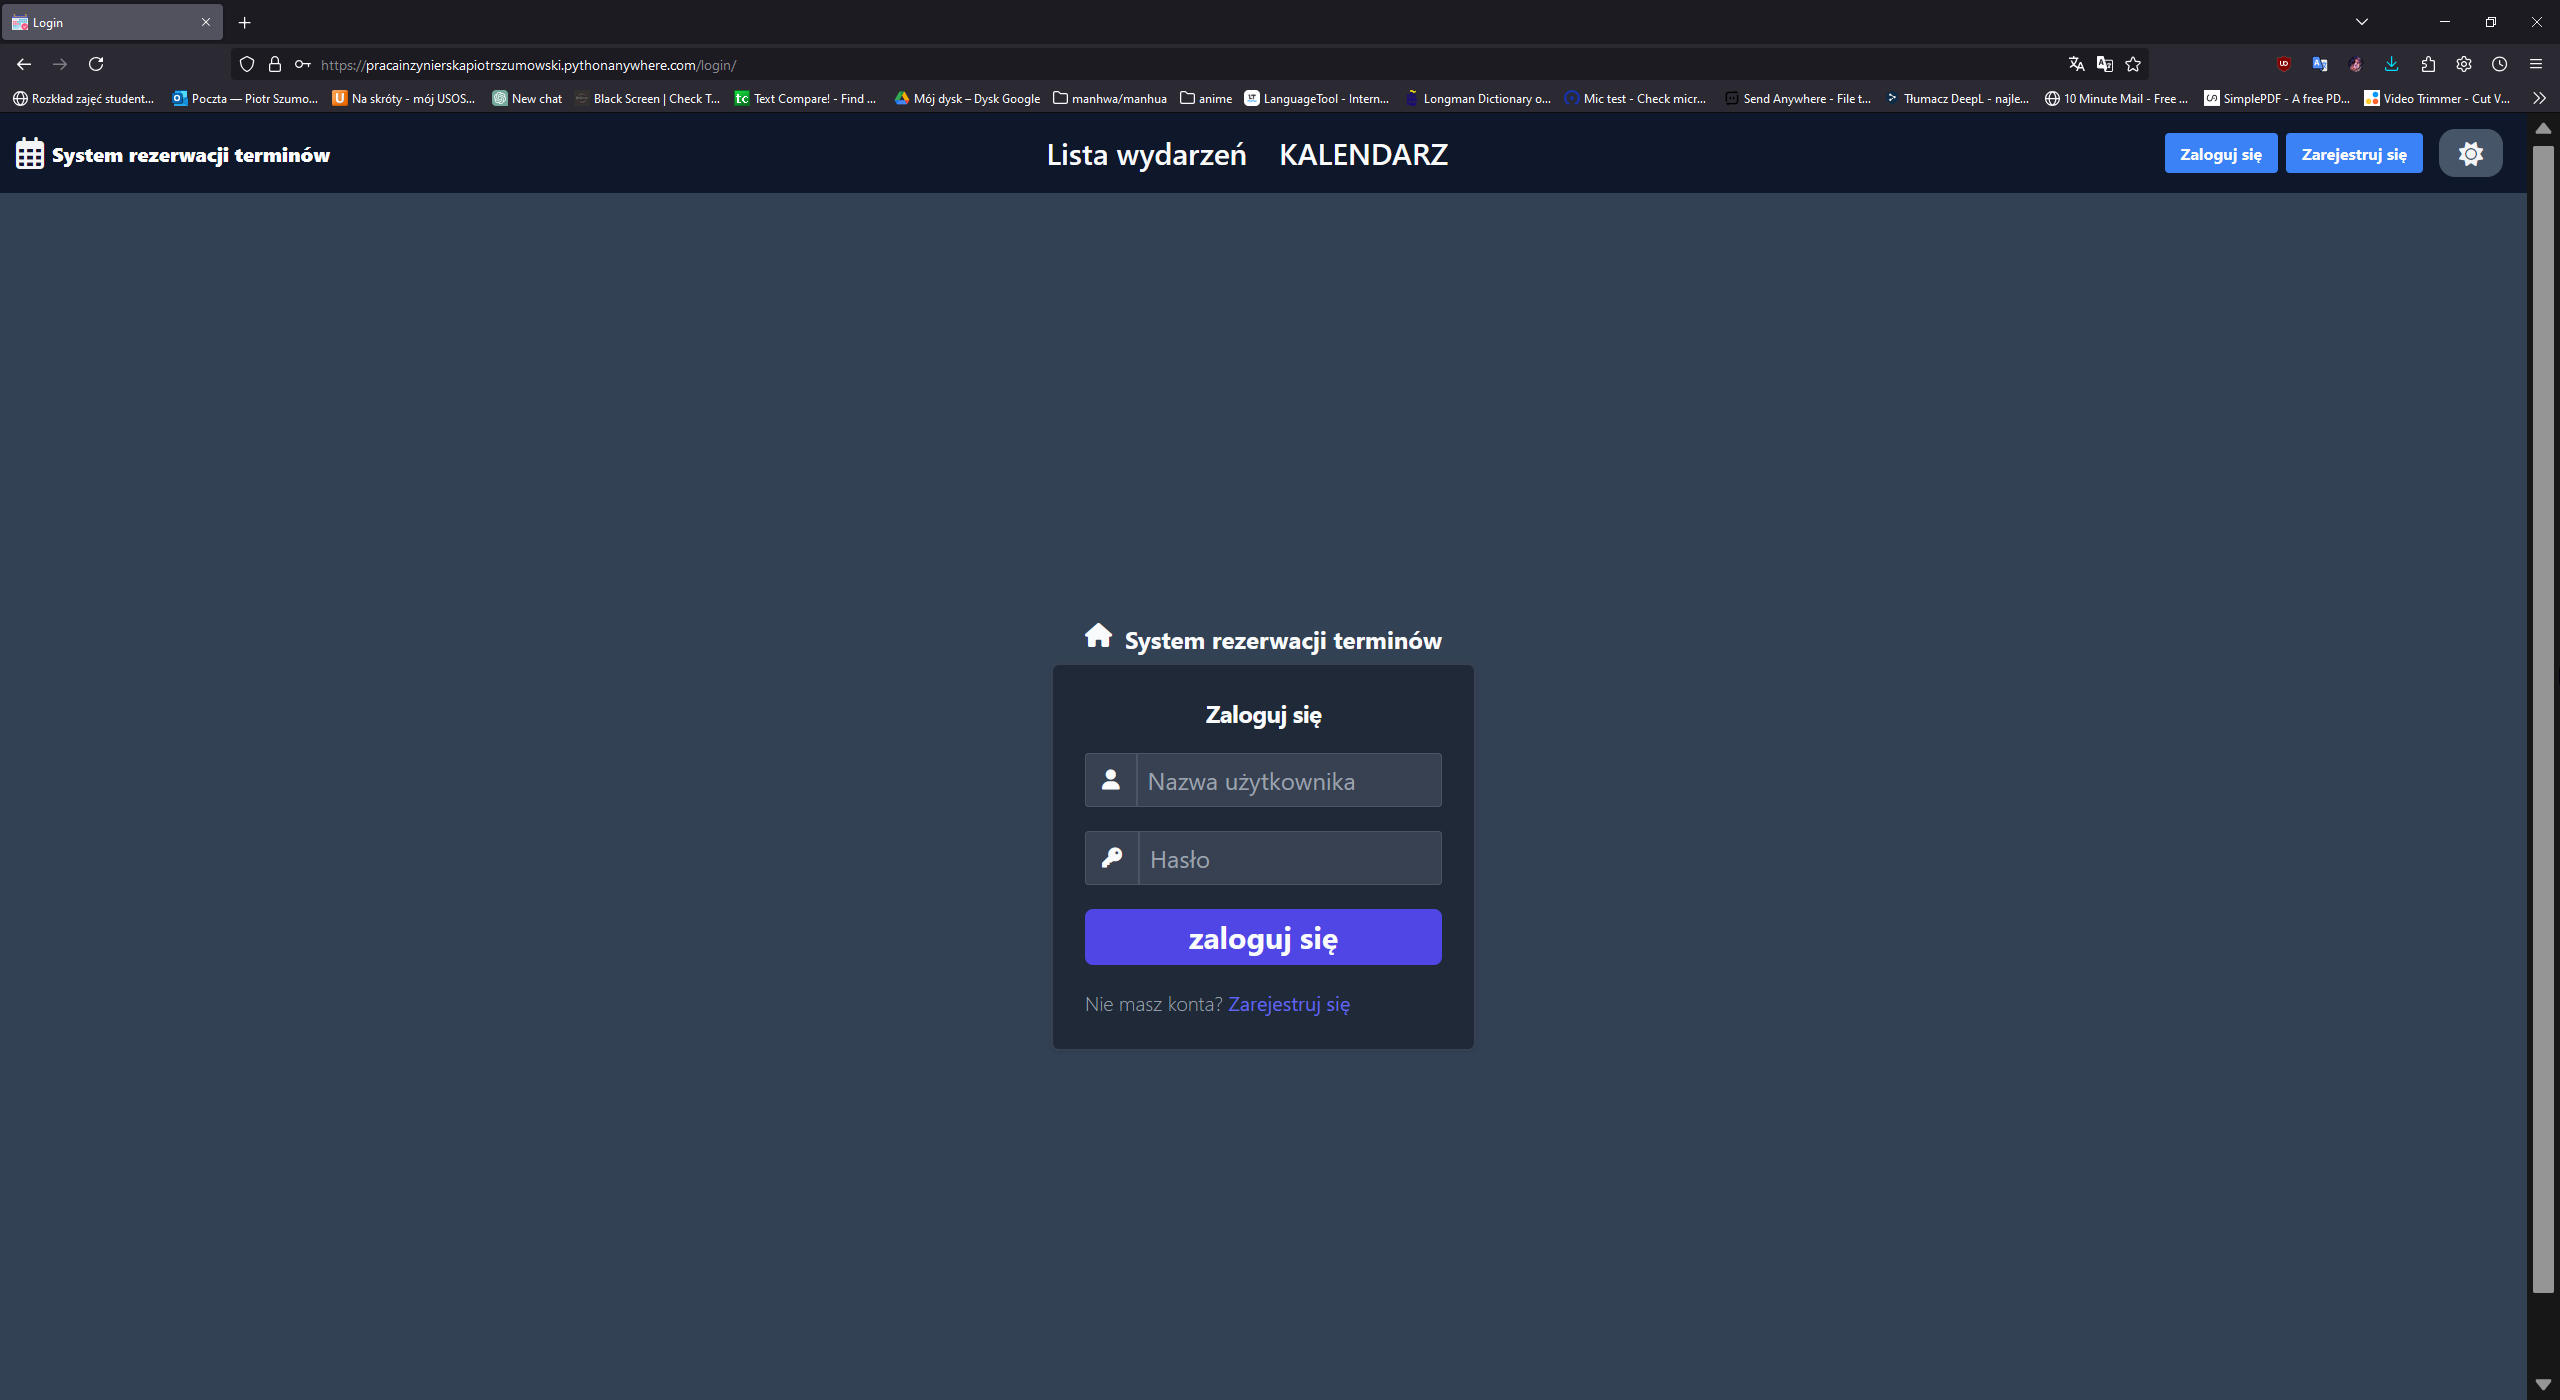 Login
https://pracainzynierskapiotrszumowski.pythonanywhere.com/login/
Rozkład zajęć student... Poczta — Piotr Szumo... Na skróty - mój USOS... New chat Black Screen | Check T... Text Compare! - Find ... Mój dysk – Dysk Google manhwa/manhua anime LanguageTool - Intern... Longman Dictionary o... Mic test - Check micr... Send Anywhere - File t... Tłumacz DeepL - najle... 10 Minute Mail - Free ... SimplePDF - A free PD... Video Trimmer - Cut V...
System rezerwacji terminów Lista wydarzeń KALENDARZ Zaloguj się Zarejestruj się
System rezerwacji terminów
Zaloguj się
Nazwa użytkownika
Hasło
zaloguj się
Nie masz konta? Zarejestruj się